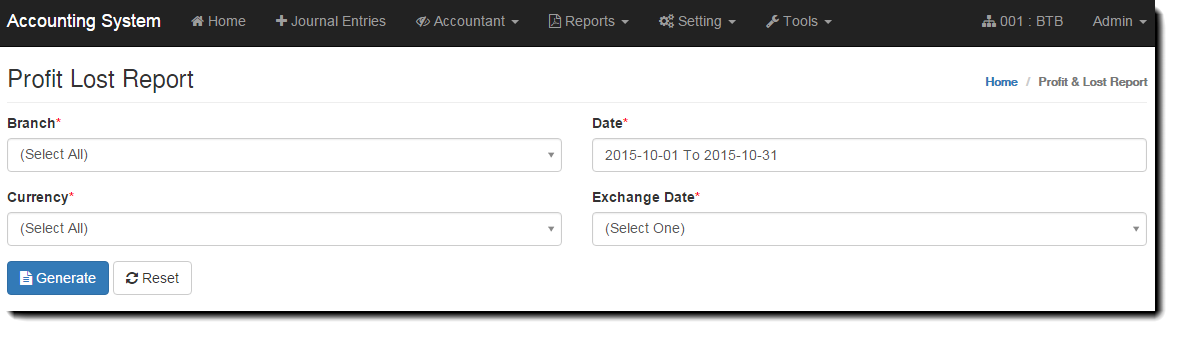 Accounting System Home Journal Entries Accountant Reports Setting Tools 001 : BTB Admin
Profit Lost Report
Home / Profit & Lost Report
Branch* Date*
(Select All) 2015-10-01 To 2015-10-31
Currency* Exchange Date*
(Select All) (Select One)
Generate Reset